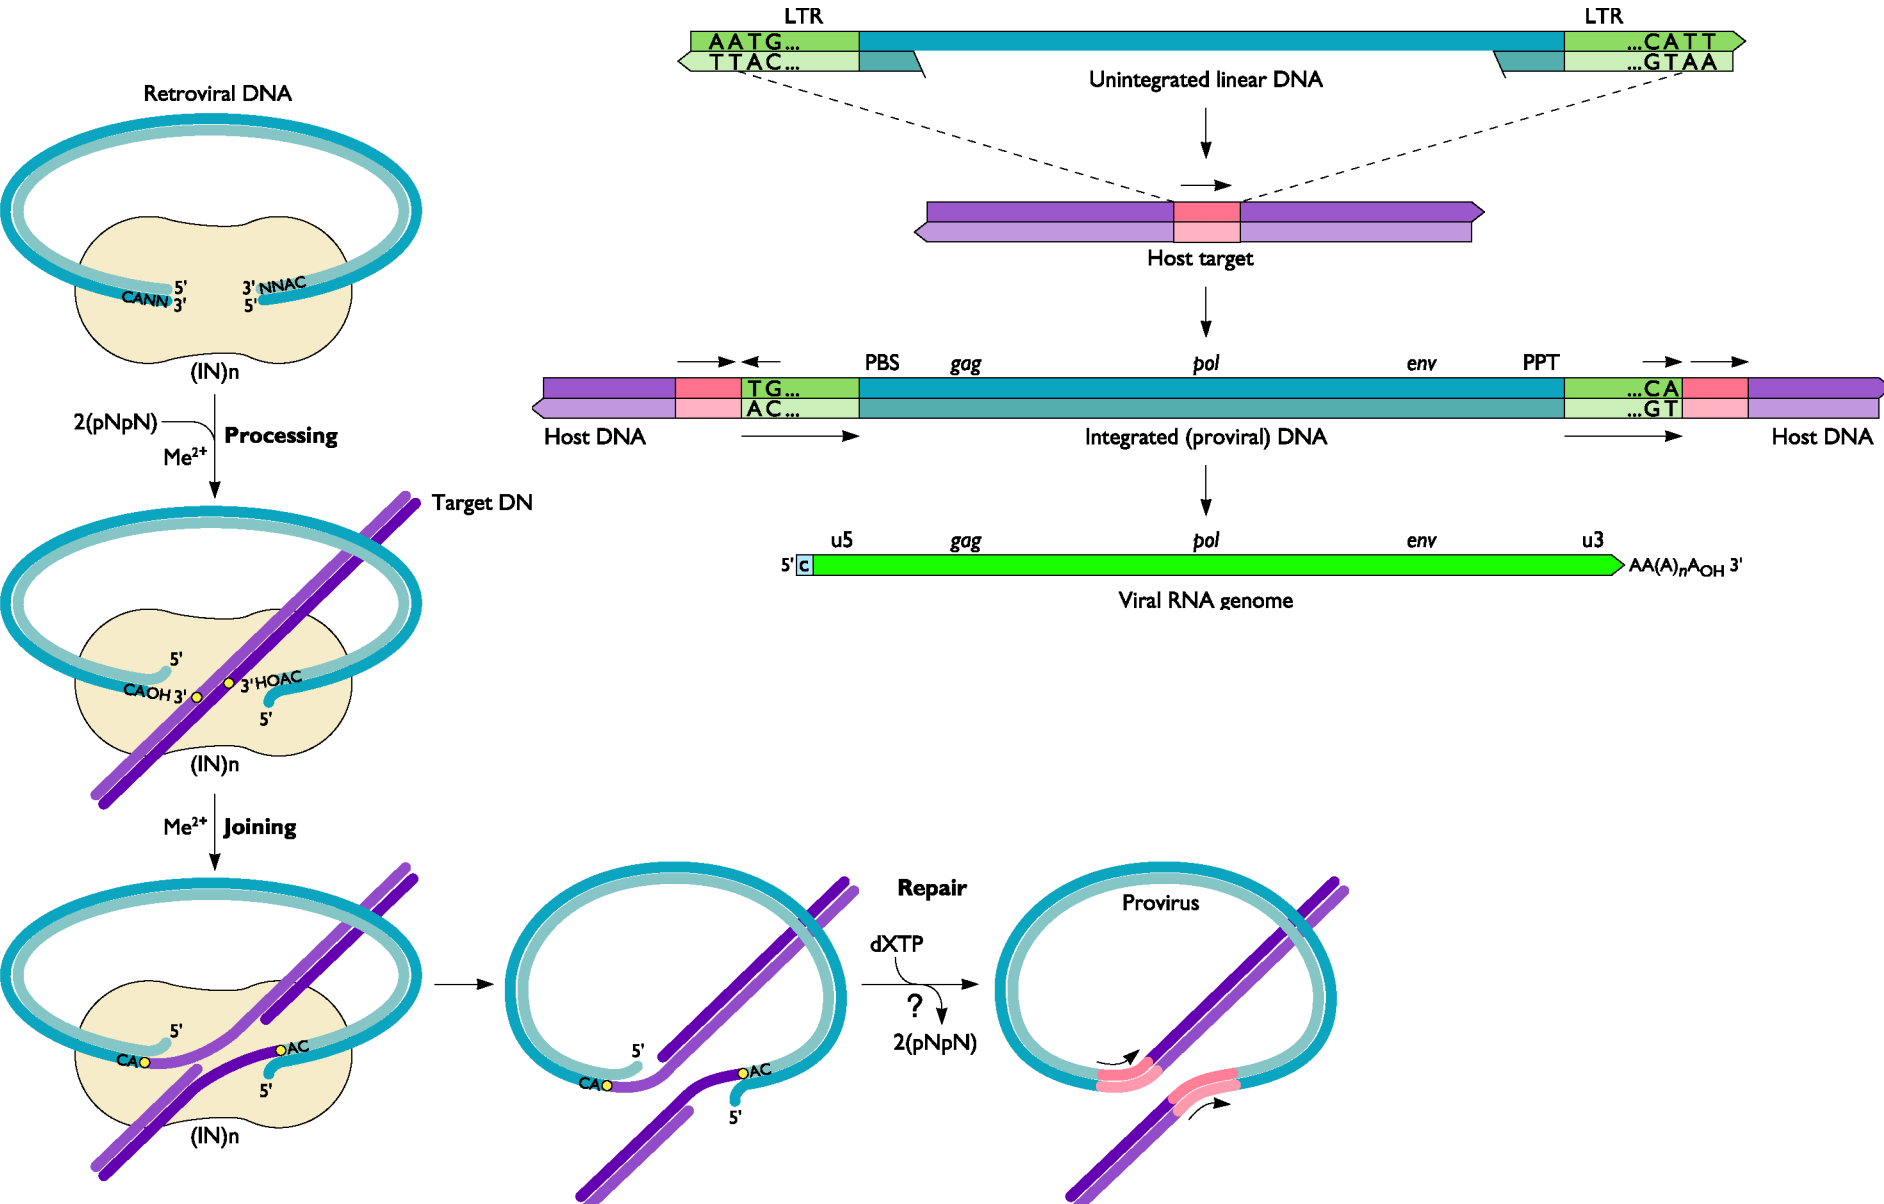 LTR
LTR
AATG...
...CATT
TTAC...
...GTAA
Unintegrated linear DNA
Host target
PBS
gag
pol
env
PPT
TG...
...CA
AC...
...GT
Host DNA
Integrated (proviral) DNA
Host DNA
u5
gag
pol
env
u3
5'
c
AA(A)nAOH 3'
Viral RNA genome
Retroviral DNA
5'
3'
NNAC
CANN
3'
5'
(IN)n
2(pNpN)
Processing
Me2+
Target DN
5'
CAOH 3'
3'HOAC
5'
(IN)n
Me2+
Joining
5'
CA
AC
5'
(IN)n
5'
CA
AC
5'
Repair
dXTP
?
2(pNpN)
Provirus